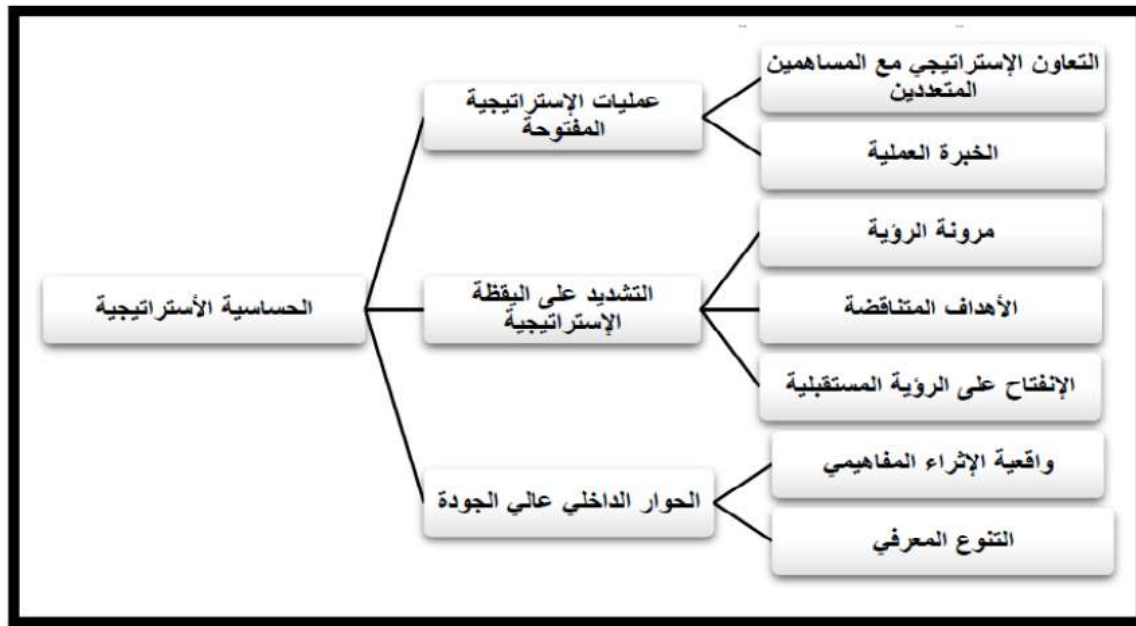 التعاون الإستراتيجي مع المساهمين
المتعددين
عمليات الإستراتيجية
المفتوحة
الخبرة العملية
مرونة الرؤية
الحساسية الأستراتيجية
التشديد على اليقظة
الإستراتيجية
الأهداف المتناقضة
الإنفتاح على الرؤية المستقبلية
واقعية الإثراء المفاهيمي
الحوار الداخلي عالي الجودة
التنوع المعرفي